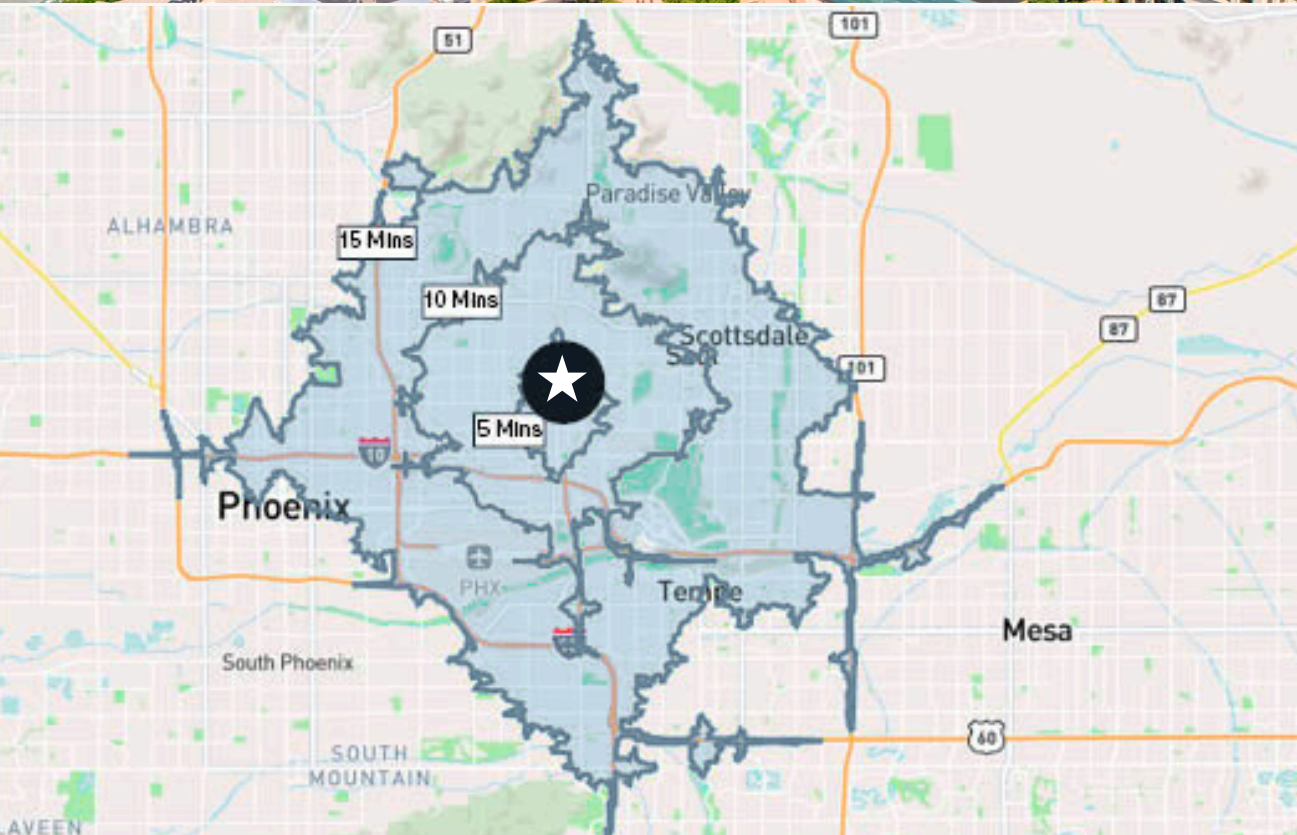 101
51
Paradise Valley
ALHAMBRA
15 Mins
10 Mins
87
87
Scottsdale
101
5 Mins
10
Phoenix
PHX
Tempe
Mesa
South Phoenix
60
SOUTH
MOUNTAIN
LAVEEN